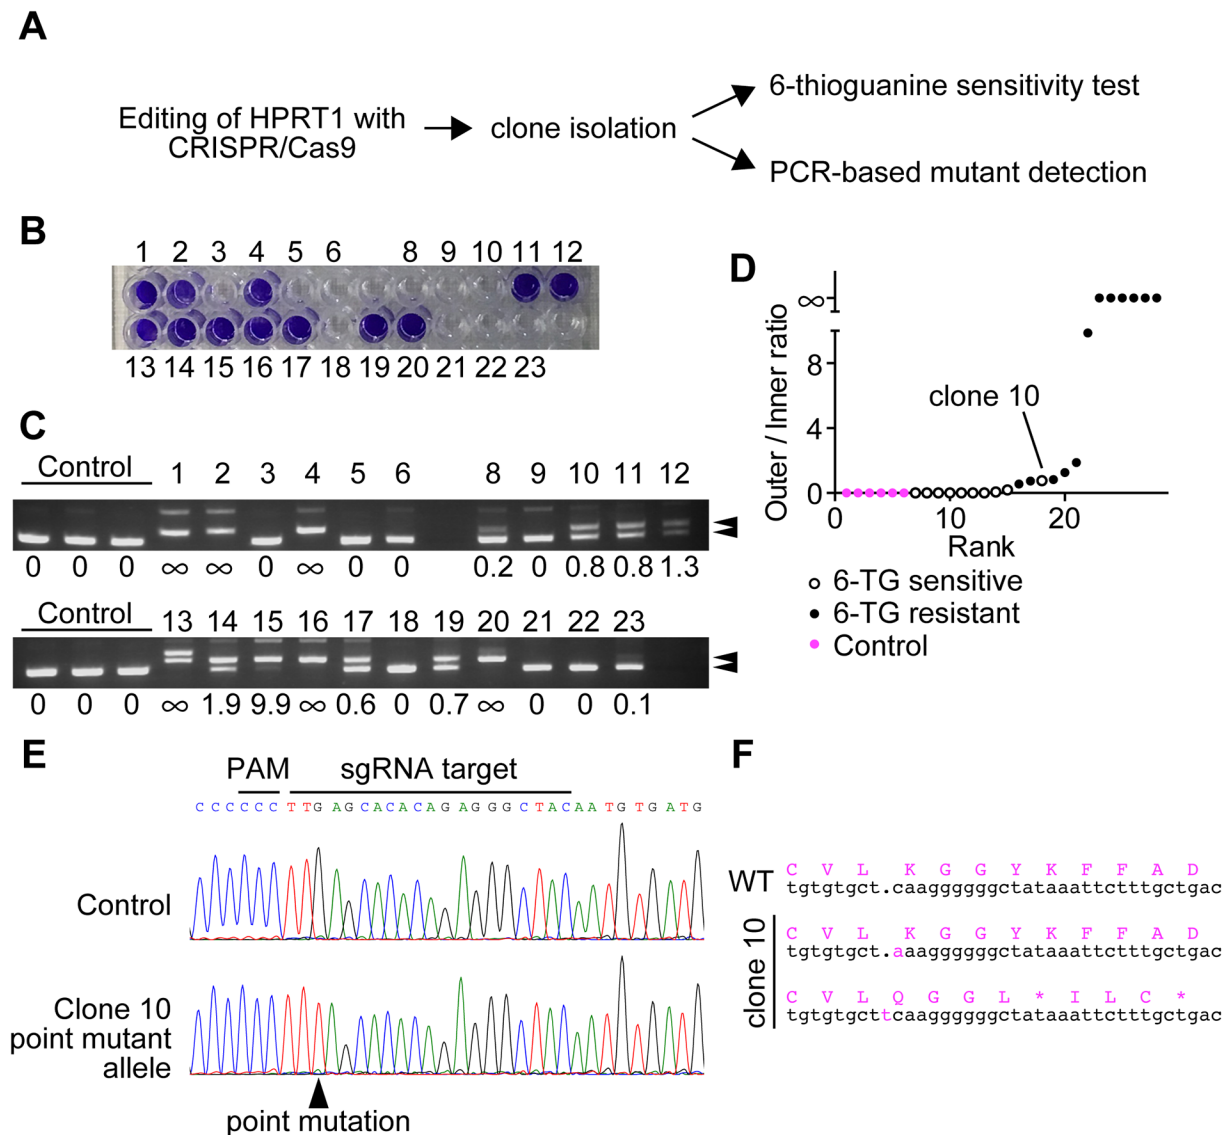 A
Editing of HPRT1 with
CRISPR/Cas9
clone isolation
6-thioguanine sensitivity test
PCR-based mutant detection
B
1 2 3 4 5 6 8 9 10 11 12
13 14 15 16 17 18 19 20 21 22 23
C
Control 1 2 3 4 5 6 8 9 10 11 12
0 0 0 ∞ ∞ 0 ∞ 0 0 0.2 0 0.8 0.8 1.3
Control 13 14 15 16 17 18 19 20 21 22 23
0 0 0 ∞ 1.9 9.9 ∞ 0.6 0 0.7 ∞ 0 0 0.1
D
Outer / Inner ratio
∞
8
4
0
clone 10
0 10 20
Rank
6-TG sensitive
6-TG resistant
Control
E
PAM sgRNA target
C C C C C C T T G A G C A C A C A G A G G G C T A C A A T G T G A T G
Control
Clone 10
point mutant
allele
point mutation
F
WT
C V L K G G Y K F F A D
tgtgtgct.caaggggggctataaattctttgctgac
clone 10
C V L K G G Y K F F A D
tgtgtgct.aaaggggggctataaattctttgctgac
C V L Q G G L * I L C *
tgtgtgcttcaaggggggctataaattctttgctgac